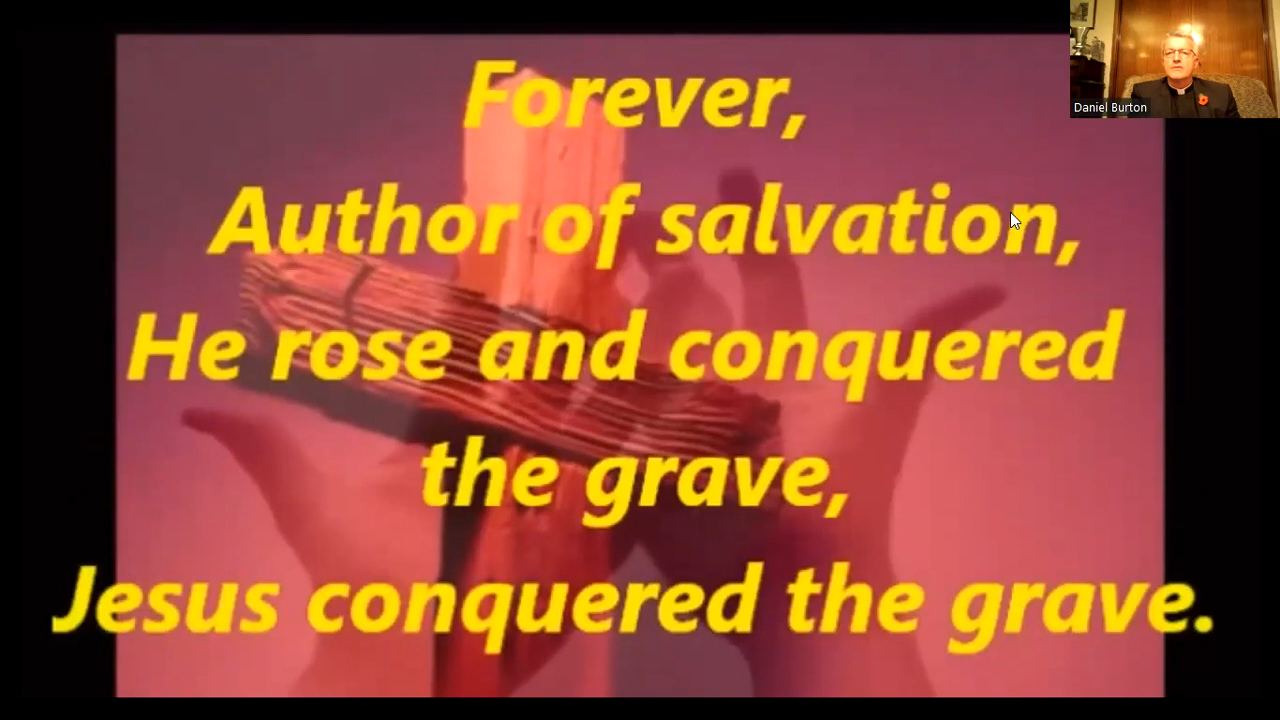 Forever,
Author of salvation,
He rose and conquered
the grave,
Jesus conquered the grave.
Daniel Burton